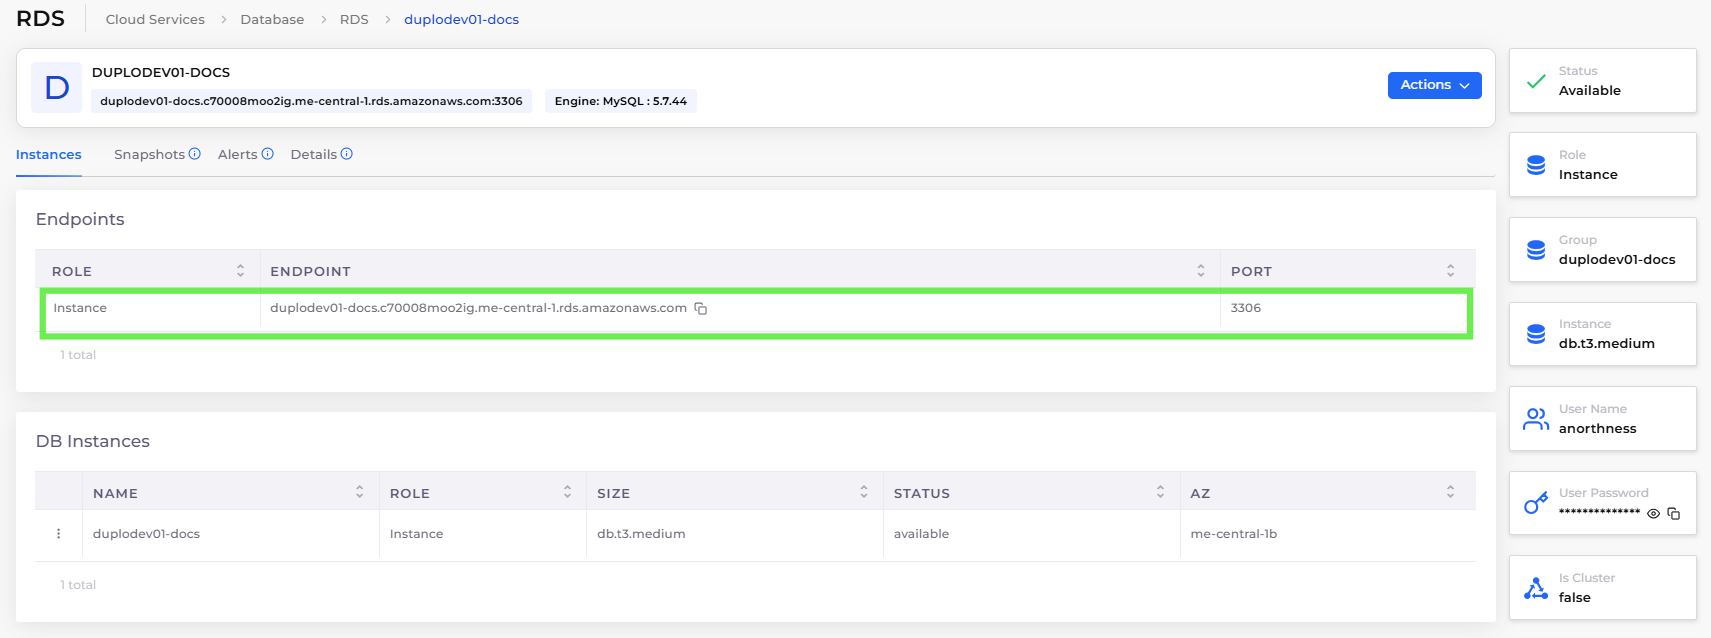 RDS
Cloud Services > Database > RDS > duplodev01-docs
D
DUPLODEV01-DOCS
duplodev01-docs.c70008moo2ig.me-central-1.rds.amazonaws.com:3306 Engine: MySQL : 5.7.44
Actions
Instances Snapshots Alerts Details
Endpoints
ROLE ENDPOINT PORT
Instance duplodev01-docs.c70008moo2ig.me-central-1.rds.amazonaws.com 3306
1 total
DB Instances
NAME ROLE SIZE STATUS AZ
duplodev01-docs Instance db.t3.medium available me-central-1b
1 total
Status
Available
Role
Instance
Group
duplodev01-docs
Instance
db.t3.medium
User Name
anorthness
User Password
**************
Is Cluster
false